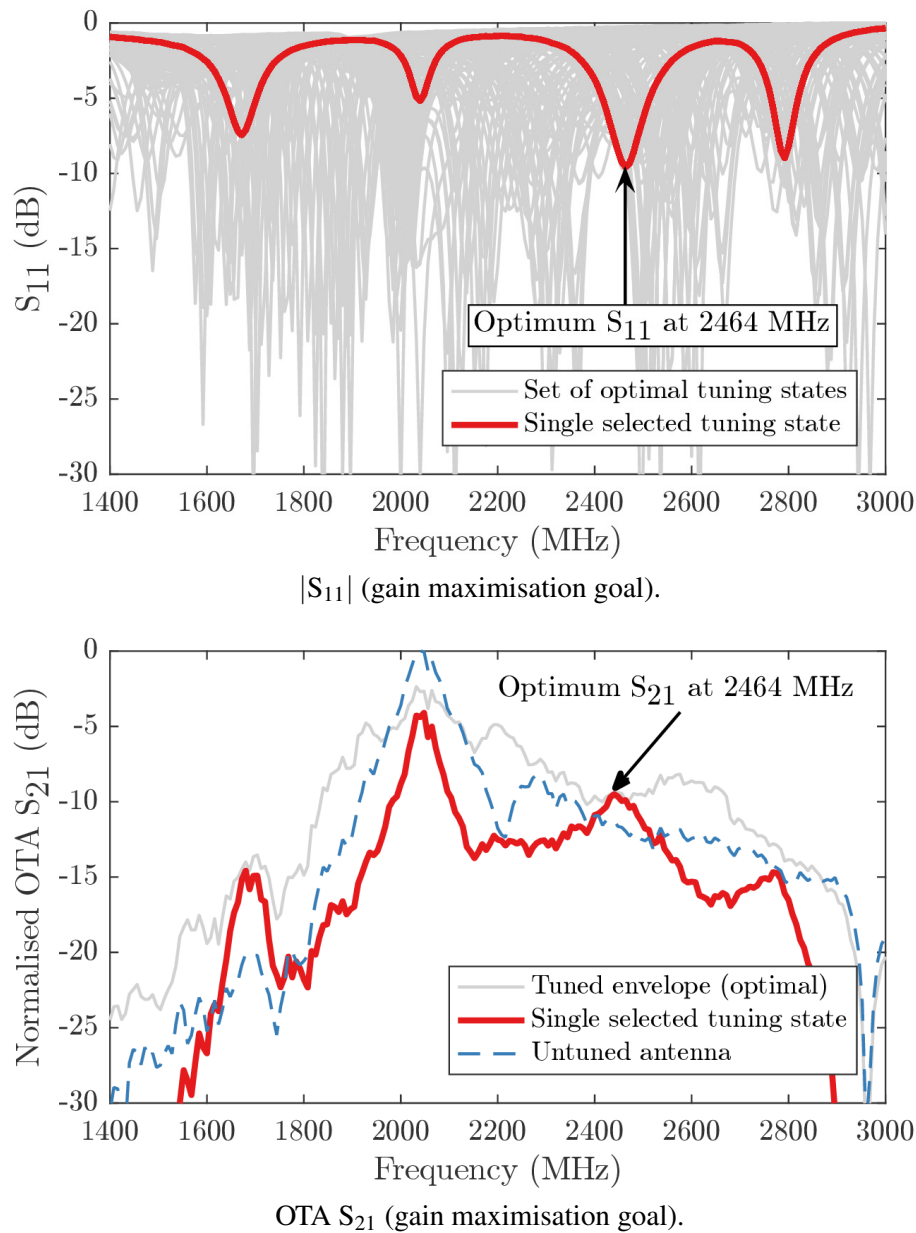 0
-5
-10
-15
-20
-25
-30
S11 (dB)
Optimum S11 at 2464 MHz
Set of optimal tuning states
Single selected tuning state
1400 1600 1800 2000 2200 2400 2600 2800 3000
Frequency (MHz)
|S11| (gain maximisation goal).
0
-5
-10
-15
-20
-25
-30
Normalised OTA S21 (dB)
Optimum S21 at 2464 MHz
Tuned envelope (optimal)
Single selected tuning state
Untuned antenna
1400 1600 1800 2000 2200 2400 2600 2800 3000
Frequency (MHz)
OTA S21 (gain maximisation goal).